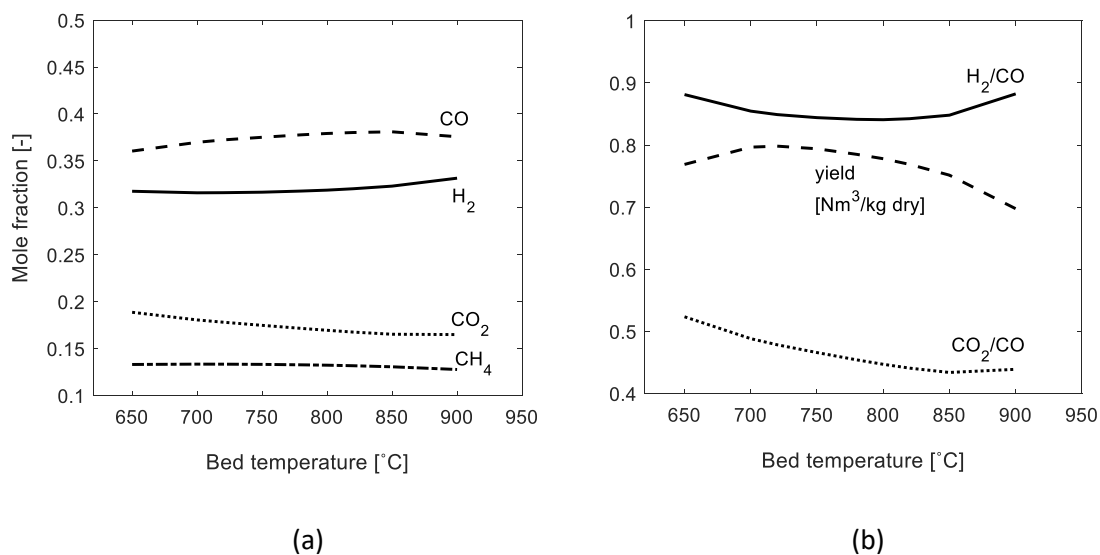 0.5
0.45
0.4
0.35
0.3
0.25
0.2
0.15
0.1
Mole fraction [-]
CO
H2
CO2
CH4
650 700 750 800 850 900 950
Bed temperature [°C]
(a)
1
0.9
0.8
0.7
0.6
0.5
0.4
H2/CO
yield
[Nm3/kg dry]
CO2/CO
650 700 750 800 850 900 950
Bed temperature [°C]
(b)